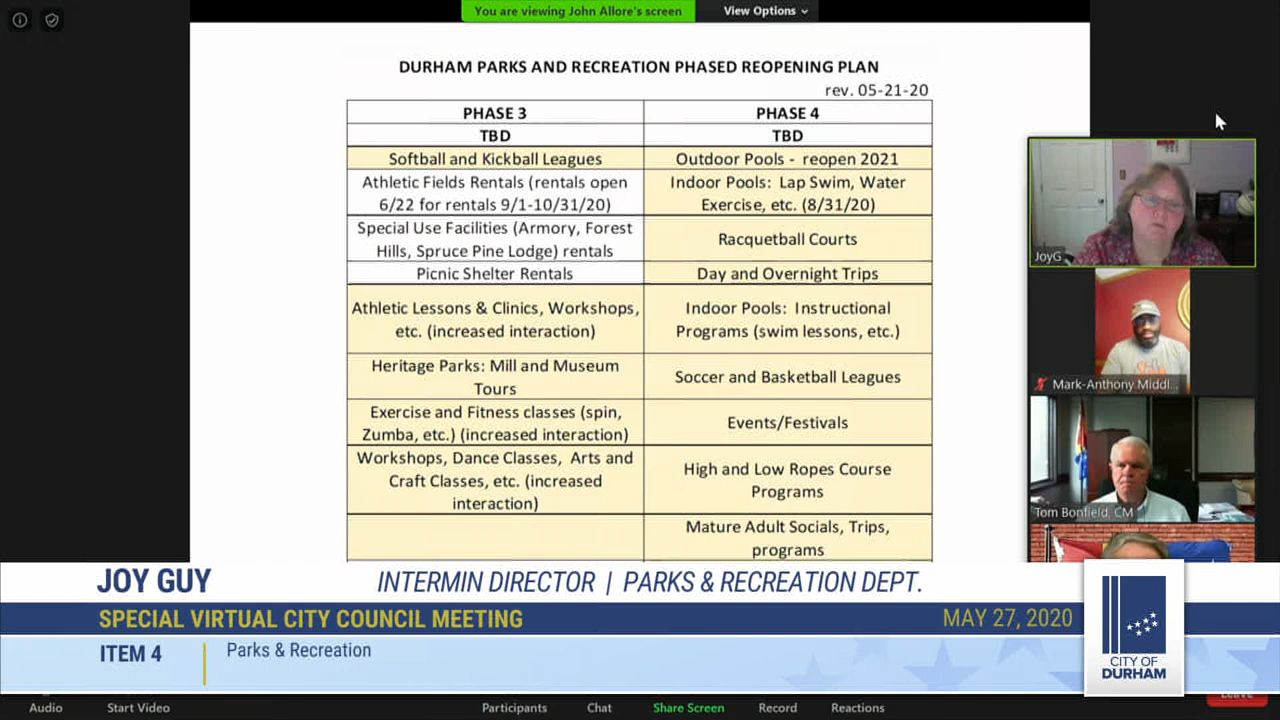 You are viewing John Allore's screen
View Options
DURHAM PARKS AND RECREATION PHASED REOPENING PLAN
rev. 05-21-20
PHASE 3
PHASE 4
TBD
TBD
Softball and Kickball Leagues
Outdoor Pools - reopen 2021
Athletic Fields Rentals (rentals open
6/22 for rentals 9/1-10/31/20)
Indoor Pools: Lap Swim, Water
Exercise, etc. (8/31/20)
Special Use Facilities (Armory, Forest
Hills, Spruce Pine Lodge) rentals
Racquetball Courts
Picnic Shelter Rentals
Day and Overnight Trips
Athletic Lessons & Clinics, Workshops,
etc. (increased interaction)
Indoor Pools: Instructional
Programs (swim lessons, etc.)
Heritage Parks: Mill and Museum
Tours
Soccer and Basketball Leagues
Exercise and Fitness classes (spin,
Zumba, etc.) (increased interaction)
Events/Festivals
Workshops, Dance Classes, Arts and
Craft Classes, etc. (increased
interaction)
High and Low Ropes Course
Programs
Mature Adult Socials, Trips,
programs
JoyG
Mark-Anthony Middl...
Tom Bonfield, CM
JOY GUY
INTERMIN DIRECTOR | PARKS & RECREATION DEPT.
SPECIAL VIRTUAL CITY COUNCIL MEETING
MAY 27, 2020
ITEM 4
Parks & Recreation
CITY OF
DURHAM
Audio
Start Video
Participants
Chat
Share Screen
Record
Reactions
Leave